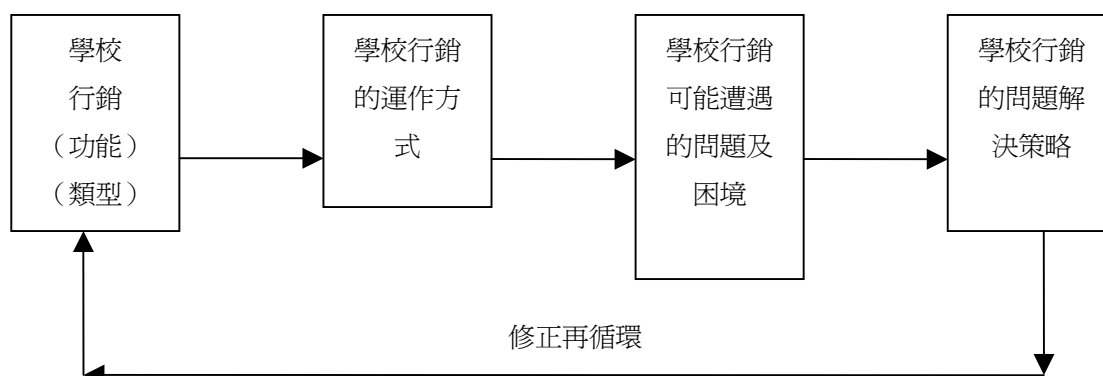 學校
行銷
（功能）
（類型）
學校行銷
的運作方
式
學校行銷
可能遭遇
的問題及
困境
學校行銷
的問題解
決策略
修正再循環